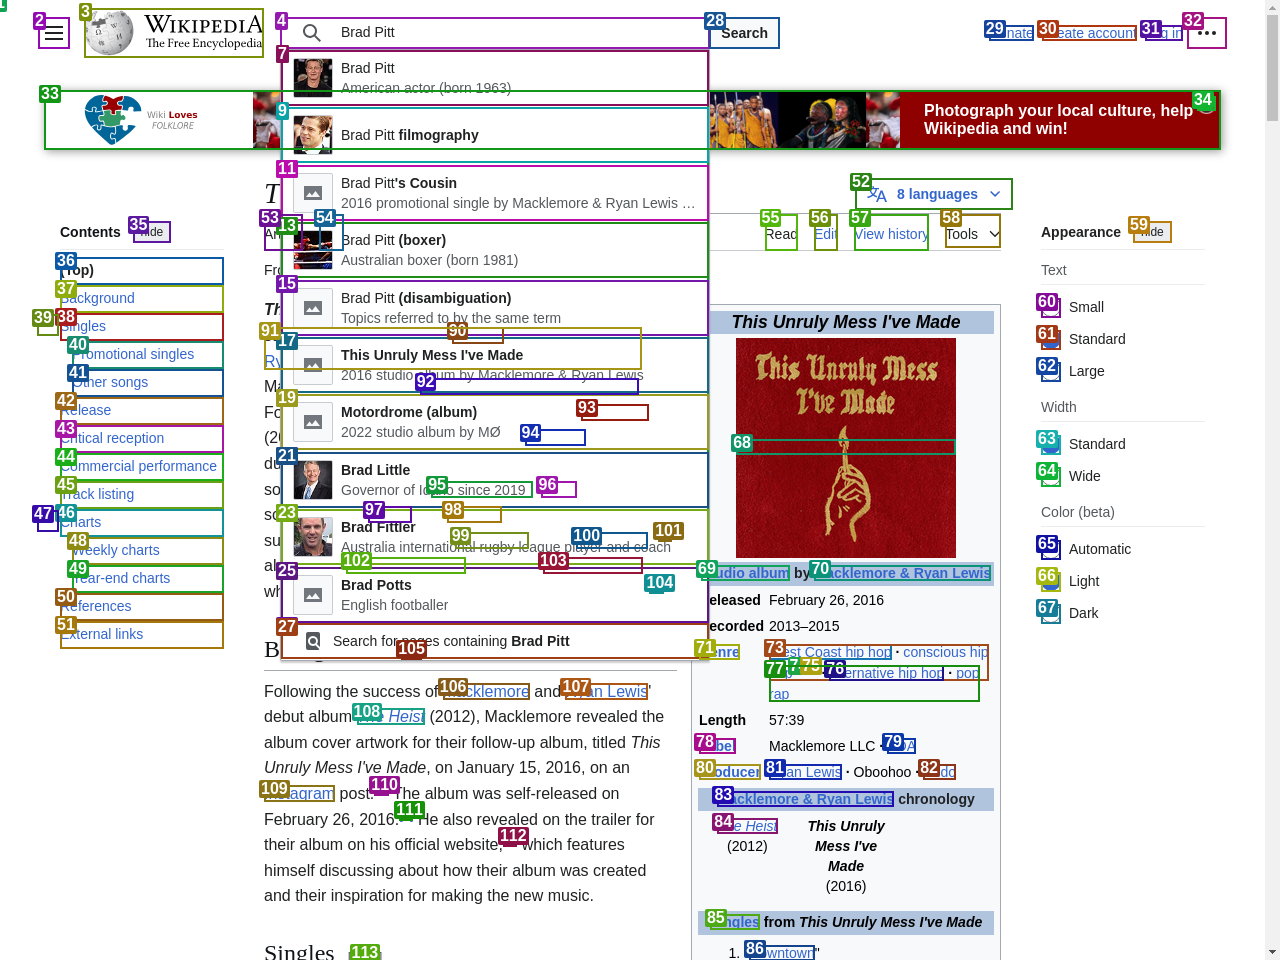 2
3
WIKIPEDIA
The Free Encyclopedia
4
Brad Pitt
28
Search
29
nate
30
eate account
31
g in
32
7
Brad Pitt
American actor (born 1963)
33
Wiki Loves
FOLKLORE
9
Brad Pitt filmography
Photograph your local culture, help
Wikipedia and win!
34
11
Brad Pitt's Cousin
2016 promotional single by Macklemore & Ryan Lewis …
52
8 languages
35
hide
Contents
53
54
13
Brad Pitt (boxer)
Australian boxer (born 1981)
55
Read
56
Edit
57
View history
58
Tools
Appearance
59
hide
36
(Top)
37
Background
39
38
Singles
40
Promotional singles
41
Other songs
42
Release
43
Critical reception
44
Commercial performance
45
Track listing
47
46
Charts
48
Weekly charts
49
Year-end charts
50
References
51
External links
15
Brad Pitt (disambiguation)
Topics referred to by the same term
91
90
17
This Unruly Mess I've Made
2016 studio album by Macklemore & Ryan Lewis
92
19
Motordrome (album)
2022 studio album by MØ
93
94
21
Brad Little
Governor of Idaho since 2019
95
96
97
98
23
Brad Fittler
Australia international rugby league player and coach
99
100
101
102
103
25
Brad Potts
English footballer
104
27
Search for pages containing Brad Pitt
105
Following the success of 106 acklemore and 107 an Lewis'
debut album 108 e Heist (2012), Macklemore revealed the
album cover artwork for their follow-up album, titled This
Unruly Mess I've Made, on January 15, 2016, on an
109 tagram post. 110 The album was self-released on
February 26, 2016. 111 He also revealed on the trailer for
their album on his official website, 112 which features
himself discussing about how their album was created
and their inspiration for making the new music.
Singles
113
This Unruly Mess I've Made
This Unruly Mess
I've Made
68
69
udio album by 70 acklemore & Ryan Lewis
eleased February 26, 2016
ecorded 2013–2015
71
enre
73
est Coast hip hop · conscious hip
77
75
76
ernative hip hop · pop
rap
Length 57:39
78
bel
Macklemore LLC ·
79
DA
80
oducer
81
an Lewis · Oboohoo ·
82
do
83
acklemore & Ryan Lewis chronology
84
e Heist
(2012)
This Unruly
Mess I've
Made
(2016)
85
ngles from This Unruly Mess I've Made
1.
86
owntown"
Text
60
Small
61
Standard
62
Large
Width
63
Standard
64
Wide
Color (beta)
65
Automatic
66
Light
67
Dark